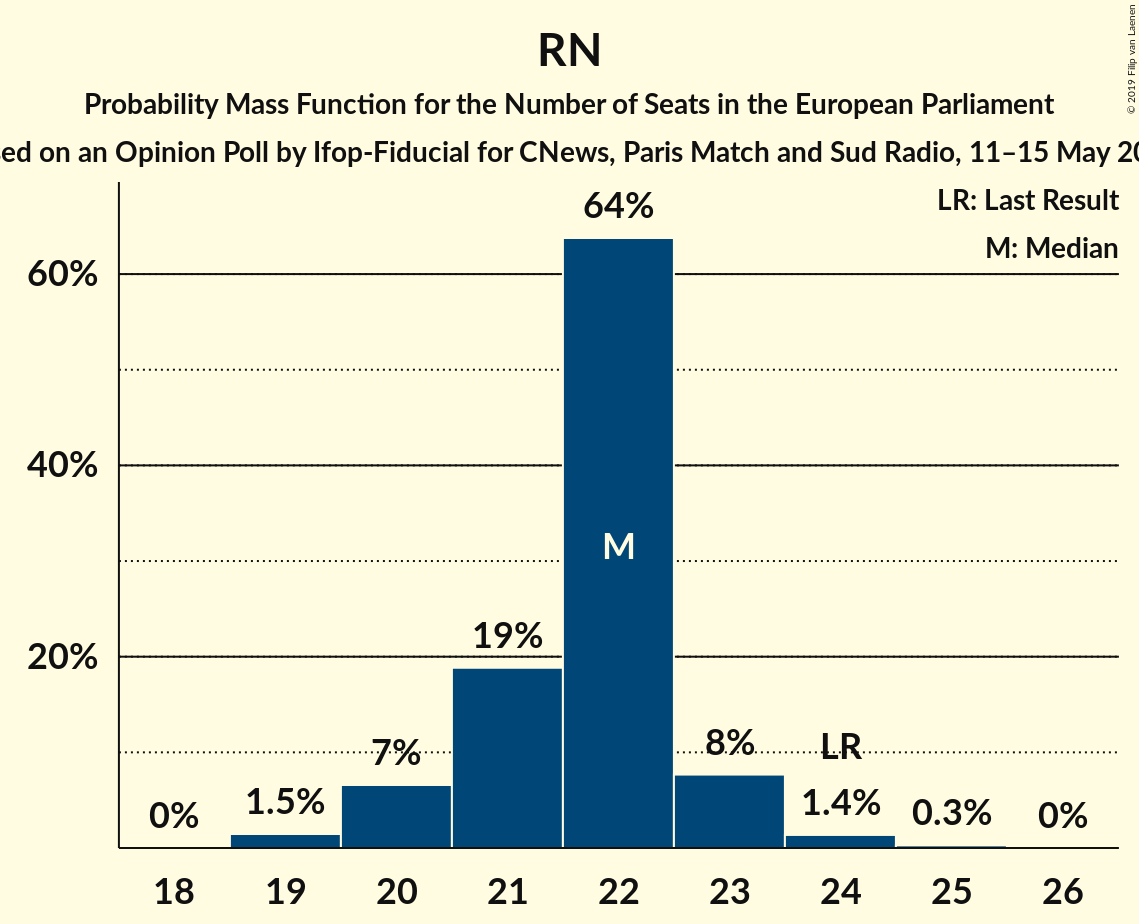 RN
Probability Mass Function for the Number of Seats in the European Parliament
on an Opinion Poll by Ifop-Fiducial for CNews, Paris Match and Sud Radio, 11–15 May
© 2019 Filip van Laenen
LR: Last Result
M: Median
60%
40%
20%
0%
1.5%
7%
19%
64%
M
8%
LR
1.4%
0.3%
0%
18 19 20 21 22 23 24 25 26